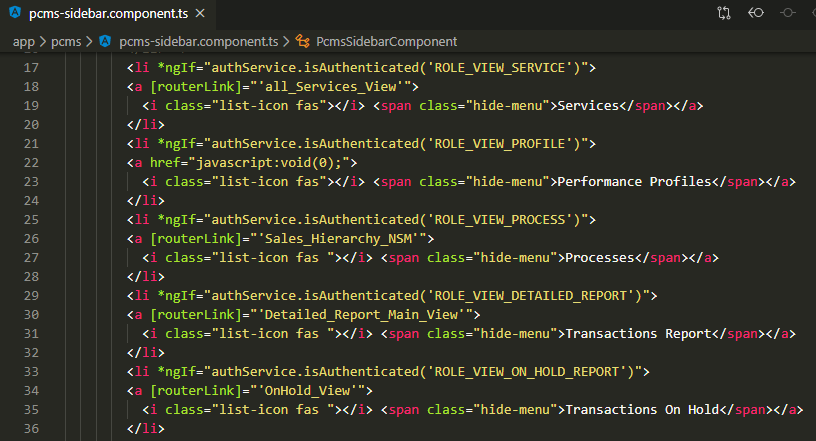 pcms-sidebar.component.ts ×
app > pcms > pcms-sidebar.component.ts > PcmsSidebarComponent
17 <li *ngIf="authService.isAuthenticated('ROLE_VIEW_SERVICE')">
18 <a [routerLink]="'all_Services_View'">
19 <i class="list-icon fas"></i> <span class="hide-menu">Services</span></a>
20 </li>
21 <li *ngIf="authService.isAuthenticated('ROLE_VIEW_PROFILE')">
22 <a href="javascript:void(0);">
23 <i class="list-icon fas"></i> <span class="hide-menu">Performance Profiles</span></a>
24 </li>
25 <li *ngIf="authService.isAuthenticated('ROLE_VIEW_PROCESS')">
26 <a [routerLink]="'Sales_Hierarchy_NSM'">
27 <i class="list-icon fas "></i> <span class="hide-menu">Processes</span></a>
28 </li>
29 <li *ngIf="authService.isAuthenticated('ROLE_VIEW_DETAILED_REPORT')">
30 <a [routerLink]="'Detailed_Report_Main_View'">
31 <i class="list-icon fas "></i> <span class="hide-menu">Transactions Report</span></a>
32 </li>
33 <li *ngIf="authService.isAuthenticated('ROLE_VIEW_ON_HOLD_REPORT')">
34 <a [routerLink]="'OnHold_View'">
35 <i class="list-icon fas "></i> <span class="hide-menu">Transactions On Hold</span></a>
36 </li>